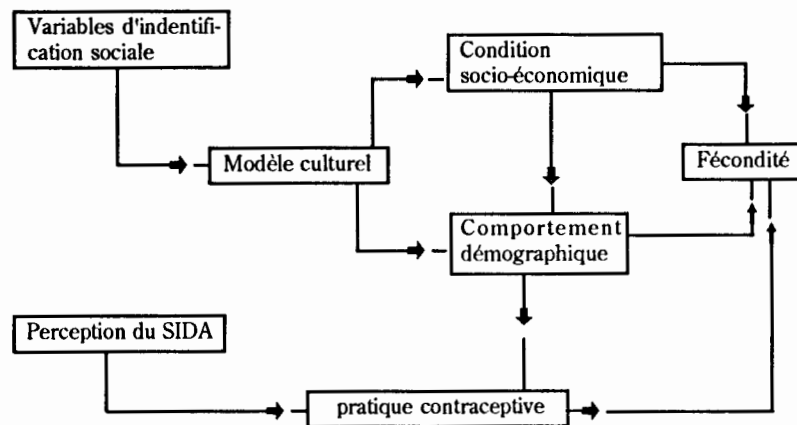 Variables d'indentifi-
cation sociale
Condition
socio-économique
Modèle culturel
Fécondité
Comportement
démographique
Perception du SIDA
pratique contraceptive